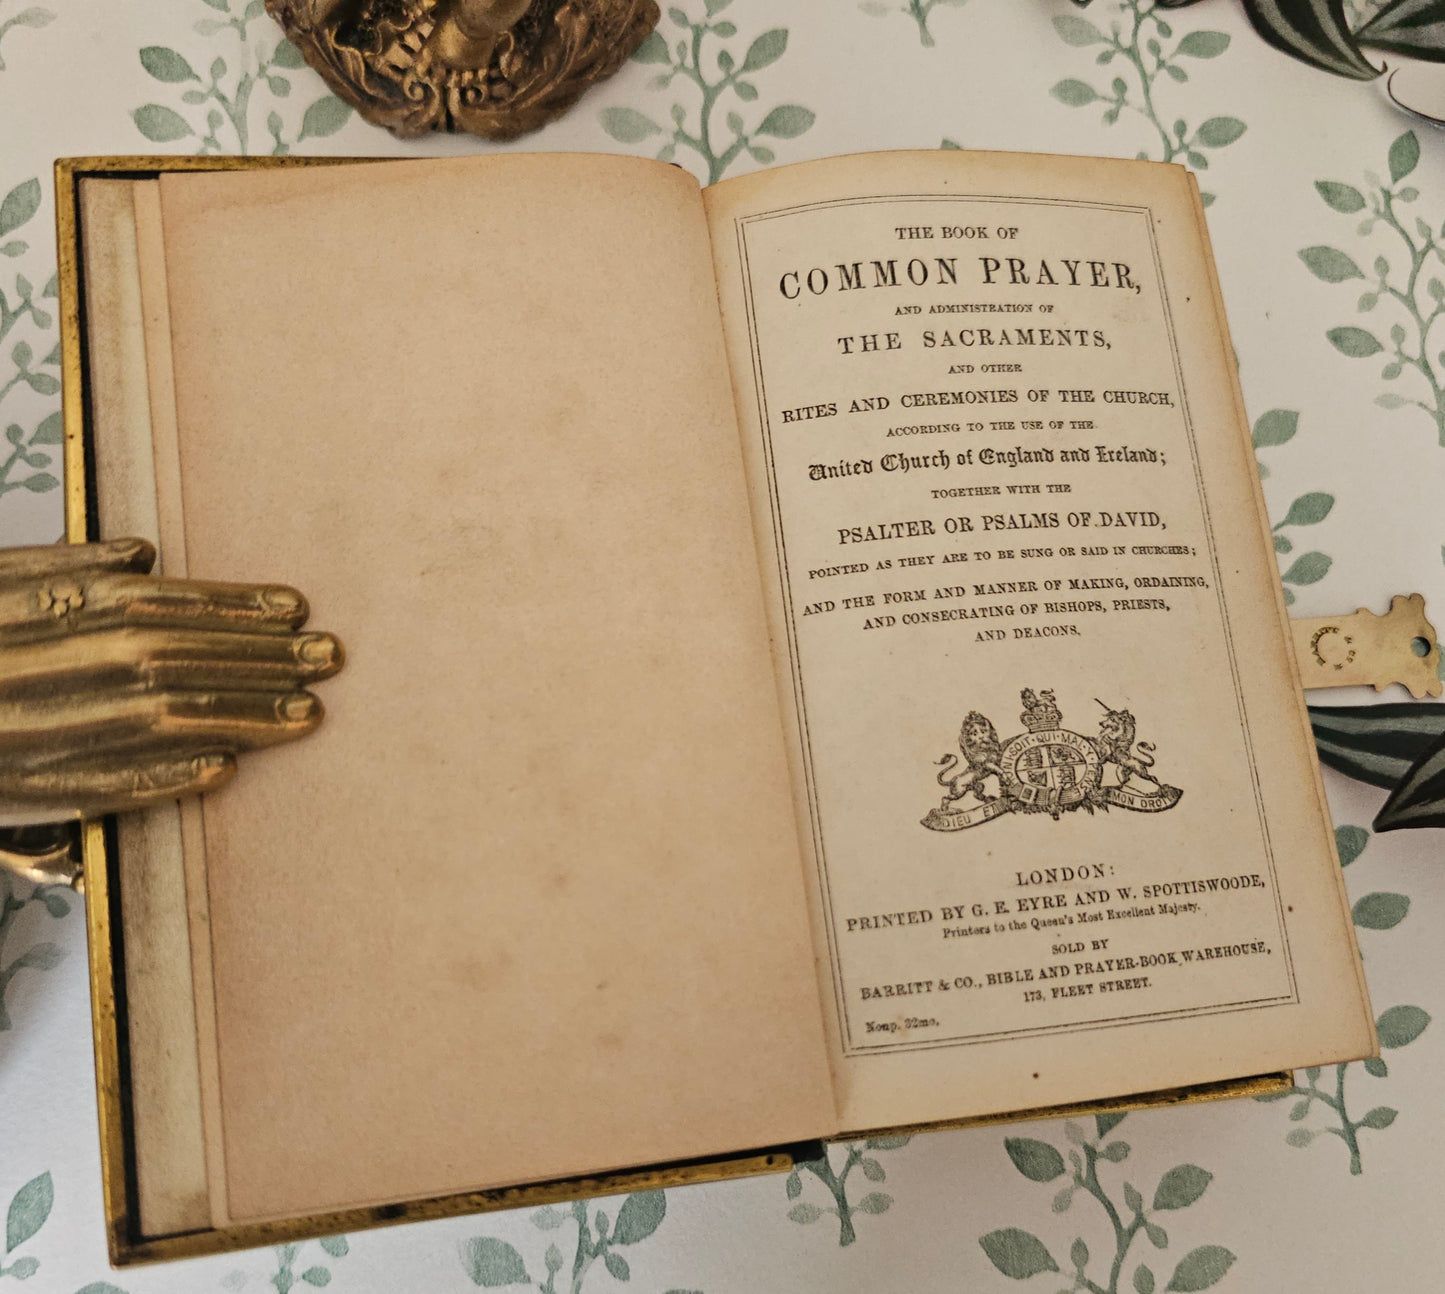 THE BOOK OF
COMMON PRAYER,
AND ADMINISTRATION OF
THE SACRAMENTS,
AND OTHER
RITES AND CEREMONIES OF THE CHURCH,
ACCORDING TO THE USE OF THE
United Church of England and Ireland;
TOGETHER WITH THE
PSALTER OR PSALMS OF DAVID,
POINTED AS THEY ARE TO BE SUNG OR SAID IN CHURCHES;
AND THE FORM AND MANNER OF MAKING, ORDAINING,
AND CONSECRATING OF BISHOPS, PRIESTS,
AND DEACONS.
SOIT QUI MAL Y
DIEU ET MON DROIT
LONDON:
PRINTED BY G. E. EYRE AND W. SPOTTISWOODE,
Printers to the Queen's Most Excellent Majesty.
SOLD BY
BARRITT & CO., BIBLE AND PRAYER-BOOK WAREHOUSE,
173, FLEET STREET.
Nonp. 32mo.
BARRITT & CO